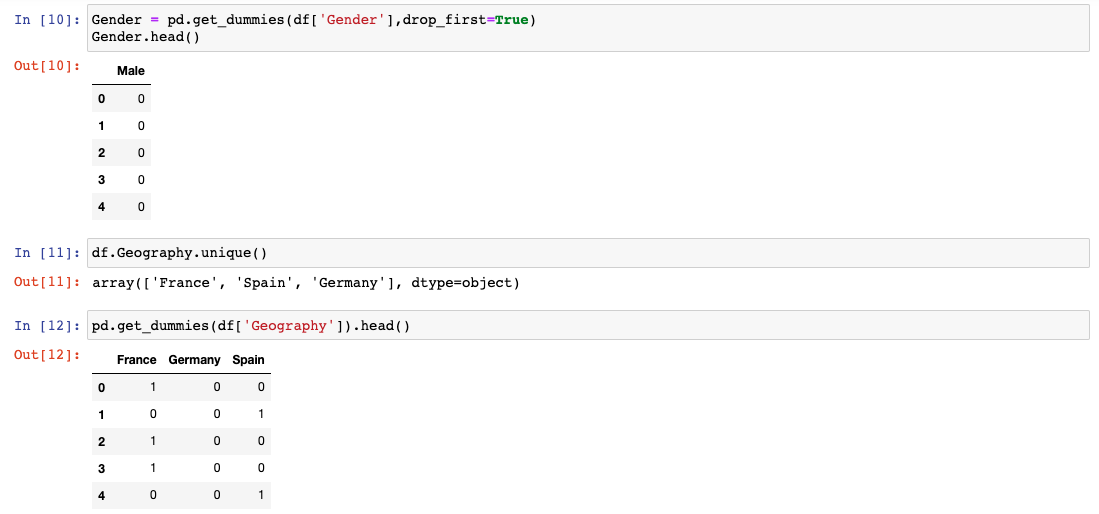 In [10]: Gender = pd.get_dummies(df['Gender'],drop_first=True)
Gender.head()
Out[10]:
Male
0 0
1 0
2 0
3 0
4 0
In [11]: df.Geography.unique()
Out[11]: array(['France', 'Spain', 'Germany'], dtype=object)
In [12]: pd.get_dummies(df['Geography']).head()
Out[12]:
France Germany Spain
0 1 0 0
1 0 0 1
2 1 0 0
3 1 0 0
4 0 0 1